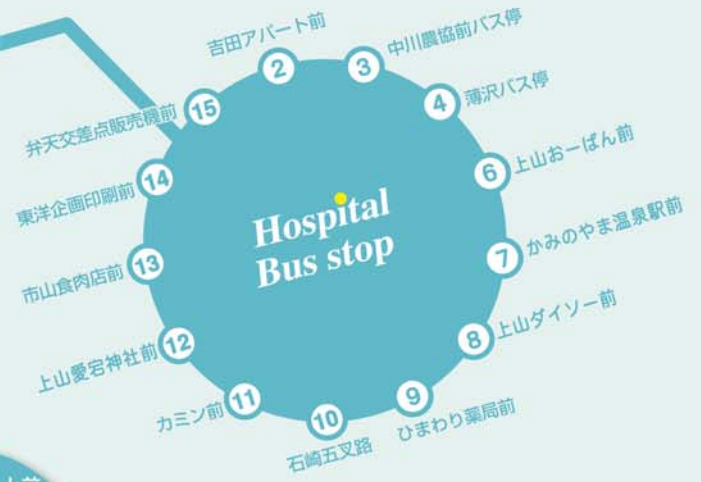 吉田アパート前
2
3
中川農協前バス停
4
薄沢バス停
6
上山おーばん前
7
かみのやま温泉駅前
8
上山ダイソー前
9
ひまわり薬局前
10
石崎五叉路
11
カミン前
12
上山愛宕神社前
13
市山食肉店前
14
東洋企画印刷前
15
弁天交差点販売機前
Hospital
Bus stop